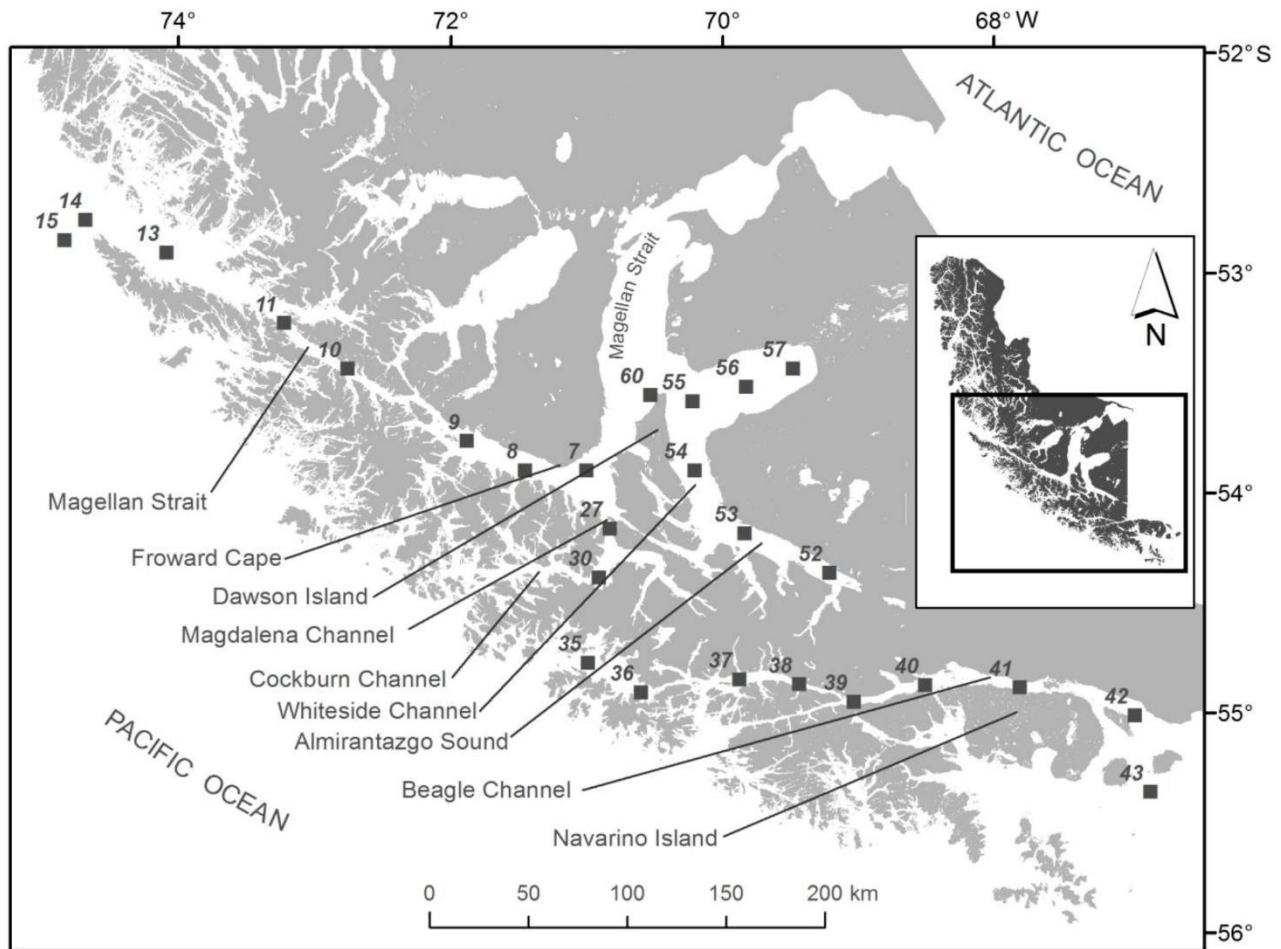 74°
72°
70°
68° W
52° S
ATLANTIC OCEAN
14
15
13
Magellan Strait
53°
11
10
57
56
60
55
9
8
7
54
N
Magellan Strait
54°
27
53
Froward Cape
30
52
Dawson Island
Magdalena Channel
35
36
37
38
39
40
41
42
Cockburn Channel
Whiteside Channel
55°
Almirantazgo Sound
PACIFIC OCEAN
43
Beagle Channel
Navarino Island
0 50 100 150 200 km
56°